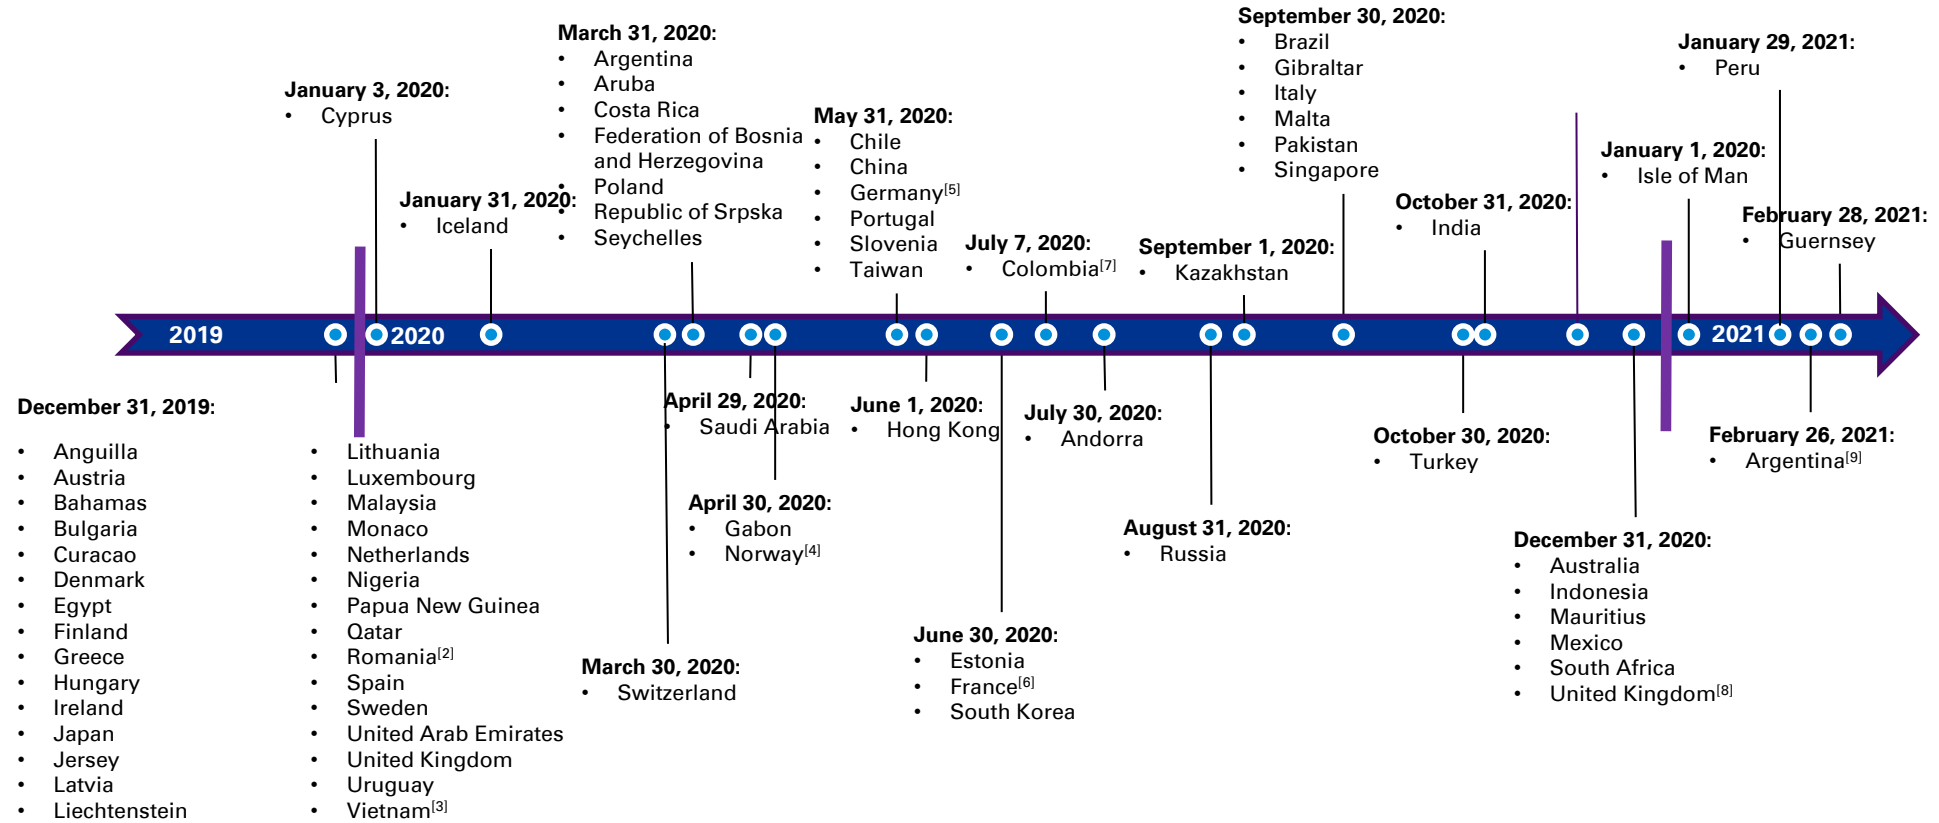 September 30, 2020:
• Brazil
• Gibraltar
• Italy
• Malta
• Pakistan
• Singapore
March 31, 2020:
• Argentina
• Aruba
• Costa Rica
• Federation of Bosnia
and Herzegovina
• Poland
• Republic of Srpska
• Seychelles
January 29, 2021:
• Peru
January 3, 2020:
• Cyprus
May 31, 2020:
• Chile
• China
• Germany[5]
• Portugal
• Slovenia
• Taiwan
January 1, 2020:
• Isle of Man
January 31, 2020:
• Iceland
October 31, 2020:
• India
February 28, 2021:
• Guernsey
July 7, 2020:
• Colombia[7]
September 1, 2020:
• Kazakhstan
2019
2020
2021
December 31, 2019:
• Anguilla
• Austria
• Bahamas
• Bulgaria
• Curacao
• Denmark
• Egypt
• Finland
• Greece
• Hungary
• Ireland
• Japan
• Jersey
• Latvia
• Liechtenstein
• Lithuania
• Luxembourg
• Malaysia
• Monaco
• Netherlands
• Nigeria
• Papua New Guinea
• Qatar
• Romania[2]
• Spain
• Sweden
• United Arab Emirates
• United Kingdom
• Uruguay
• Vietnam[3]
April 29, 2020:
• Saudi Arabia
June 1, 2020:
• Hong Kong
July 30, 2020:
• Andorra
October 30, 2020:
• Turkey
February 26, 2021:
• Argentina[9]
April 30, 2020:
• Gabon
• Norway[4]
August 31, 2020:
• Russia
December 31, 2020:
• Australia
• Indonesia
• Mauritius
• Mexico
• South Africa
• United Kingdom[8]
June 30, 2020:
• Estonia
• France[6]
• South Korea
March 30, 2020:
• Switzerland